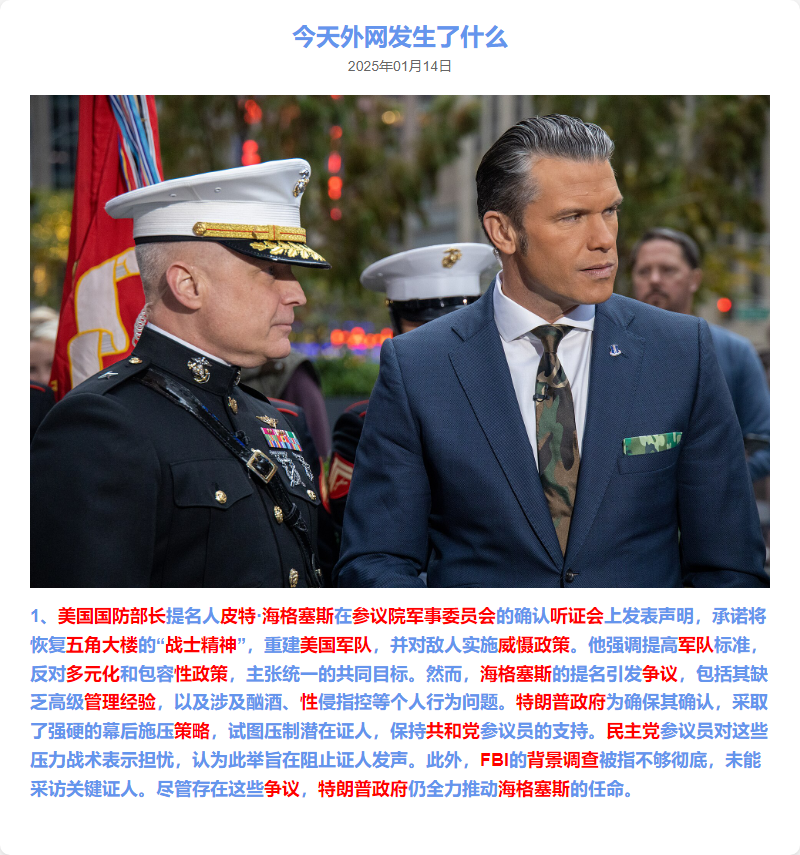 今天外网发生了什么
2025年01月14日
1、美国国防部长提名人皮特·海格塞斯在参议院军事委员会的确认听证会上发表声明，承诺将
恢复五角大楼的“战士精神”，重建美国军队，并对敌人实施威慑政策。他强调提高军队标准，
反对多元化和包容性政策，主张统一的共同目标。然而，海格塞斯的提名引发争议，包括其缺
乏高级管理经验，以及涉及酗酒、性侵指控等个人行为问题。特朗普政府为确保其确认，采取
了强硬的幕后施压策略，试图压制潜在证人，保持共和党参议员的支持。民主党参议员对这些
压力战术表示担忧，认为此举旨在阻止证人发声。此外，FBI的背景调查被指不够彻底，未能
采访关键证人。尽管存在这些争议，特朗普政府仍全力推动海格塞斯的任命。